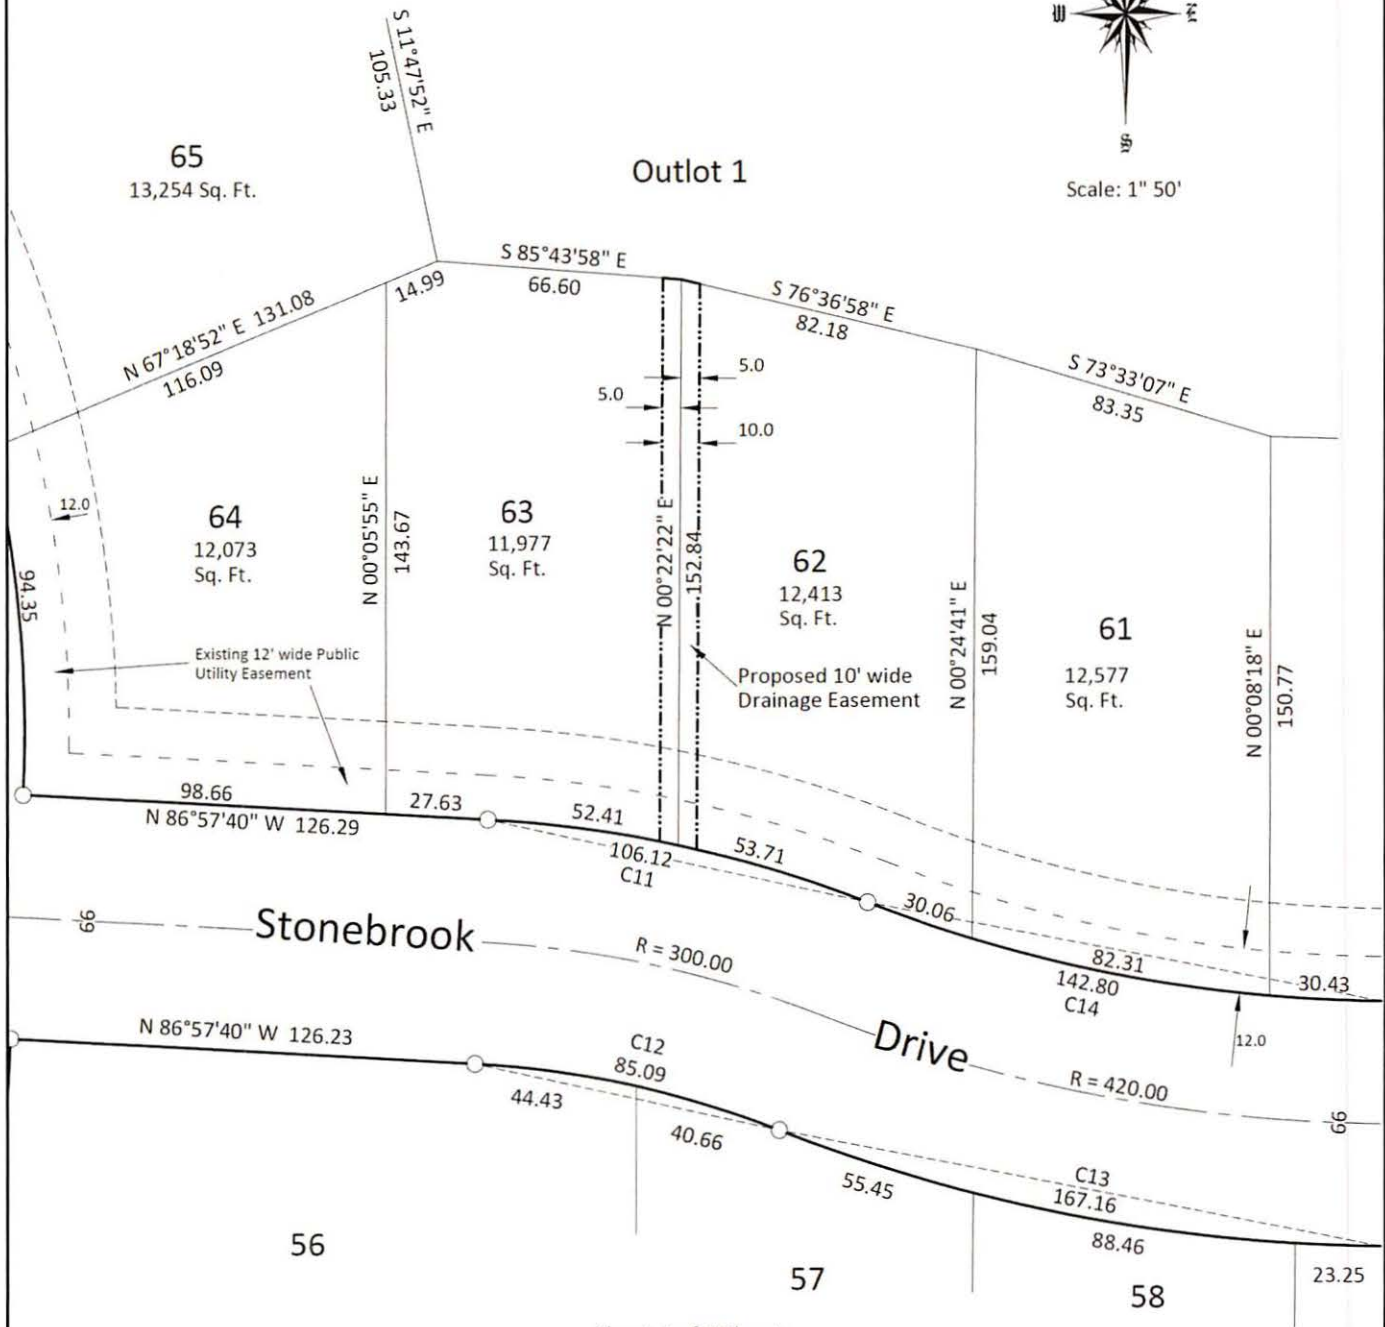 S 11°47'52" E
105.33
W E
S
Scale: 1" 50'
65
13,254 Sq. Ft.
Outlot 1
S 85°43'58" E
66.60
14.99
N 67°18'52" E 131.08
116.09
S 76°36'58" E
82.18
S 73°33'07" E
83.35
5.0
5.0
10.0
12.0
64
12,073
Sq. Ft.
N 00°05'55" E
143.67
63
11,977
Sq. Ft.
N 00°22'22" E
152.84
62
12,413
Sq. Ft.
N 00°24'41" E
159.04
61
12,577
Sq. Ft.
N 00°08'18" E
150.77
94.35
Existing 12' wide Public
Utility Easement
Proposed 10' wide
Drainage Easement
98.66
N 86°57'40" W 126.29
27.63
52.41
106.12
C11
53.71
30.06
82.31
142.80
C14
30.43
12.0
66
Stonebrook
R = 300.00
Drive
R = 420.00
66
N 86°57'40" W 126.23
C12
85.09
44.43
40.66
55.45
C13
167.16
88.46
23.25
56
57
58